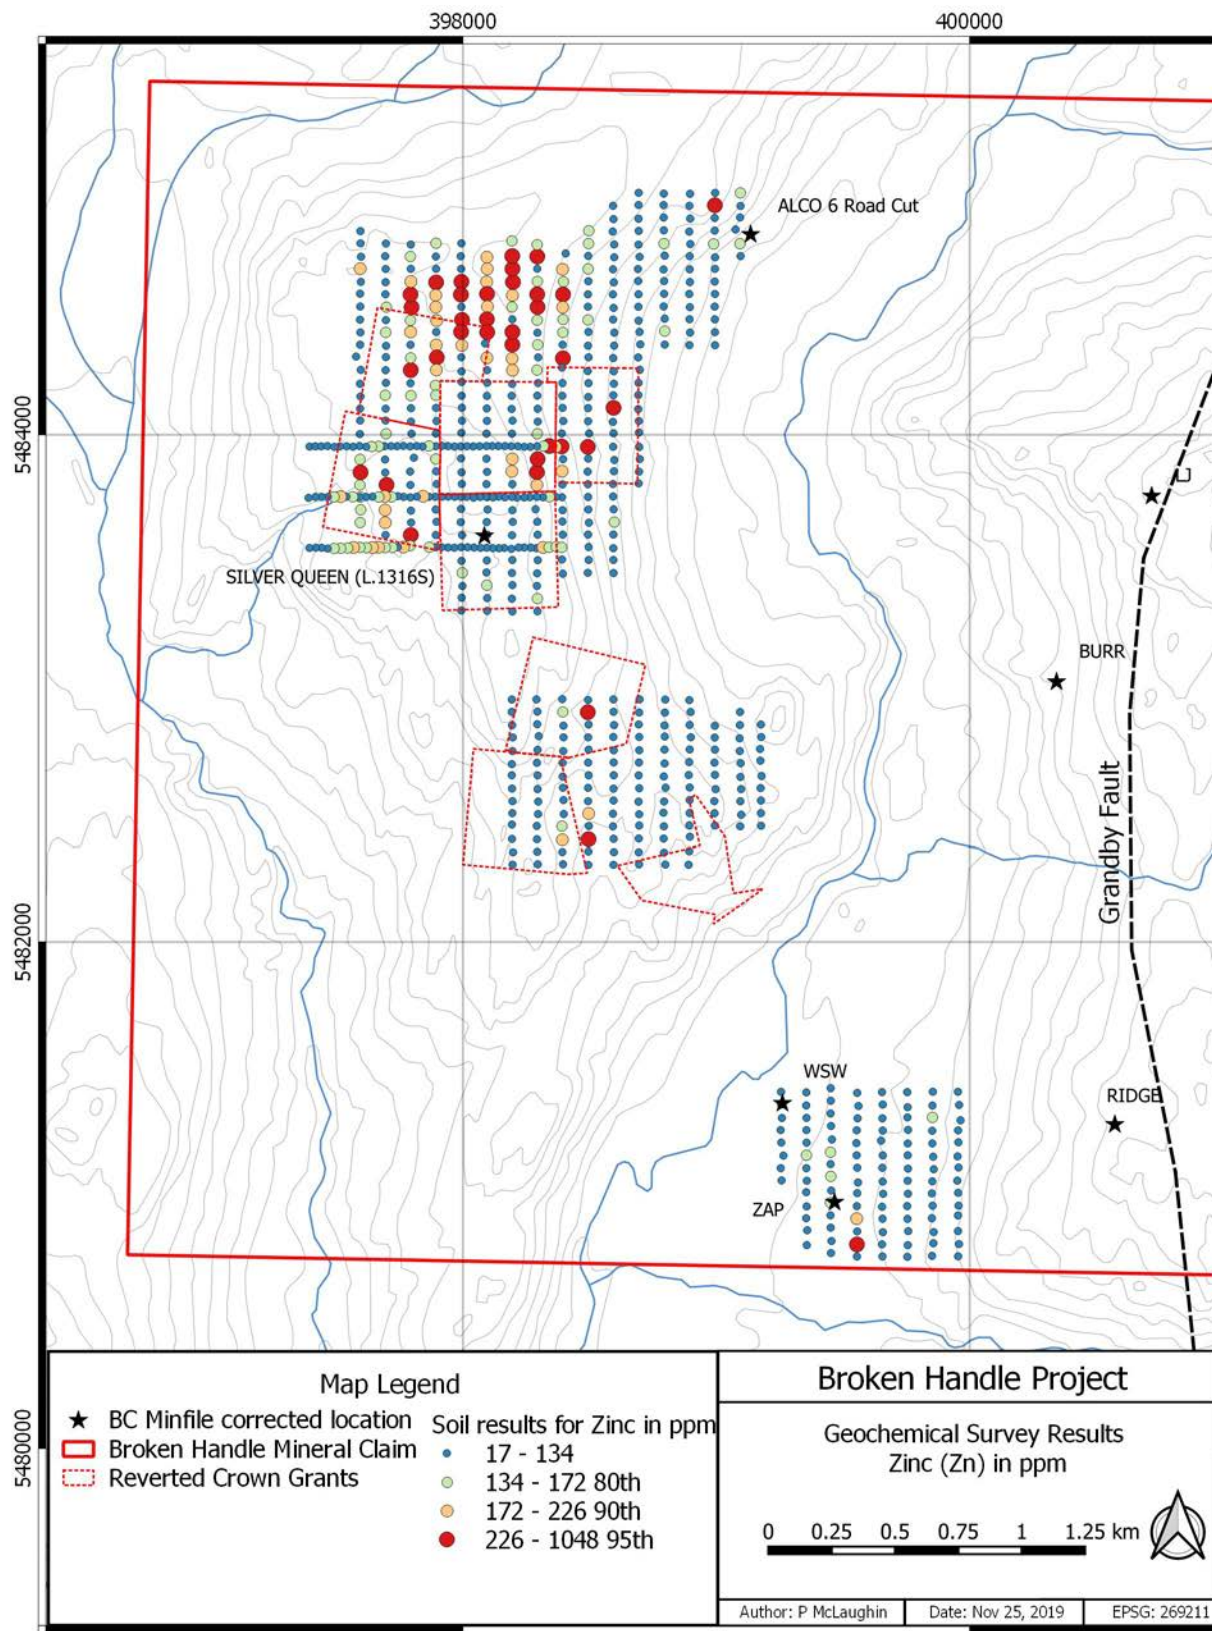 398000
400000
ALCO 6 Road Cut
5484000
SILVER QUEEN (L.1316S)
BURR
Grandby Fault
5482000
WSW
RIDGE
ZAP
5480000
Map Legend
BC Minfile corrected location
Broken Handle Mineral Claim
Reverted Crown Grants
Soil results for Zinc in ppm
17 - 134
134 - 172 80th
172 - 226 90th
226 - 1048 95th
Broken Handle Project
Geochemical Survey Results
Zinc (Zn) in ppm
0 0.25 0.5 0.75 1 1.25 km
Author: P McLaughin
Date: Nov 25, 2019
EPSG: 269211